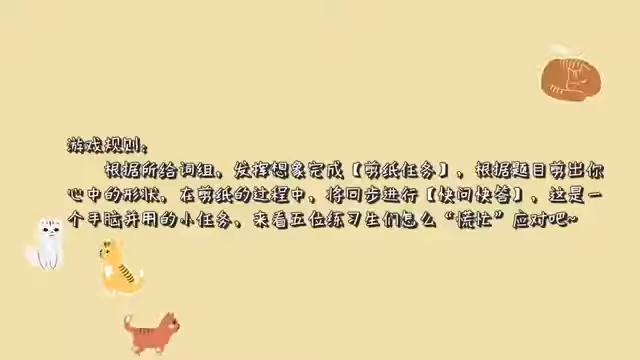 游戏规则：
根据所给词组，发挥想象完成【剪纸任务】，根据题目剪出你
心中的形状，在剪纸的过程中，将同步进行【快问快答】，这是一
个手脑并用的小任务，来看五位练习生们怎么“慌忙”应对吧~